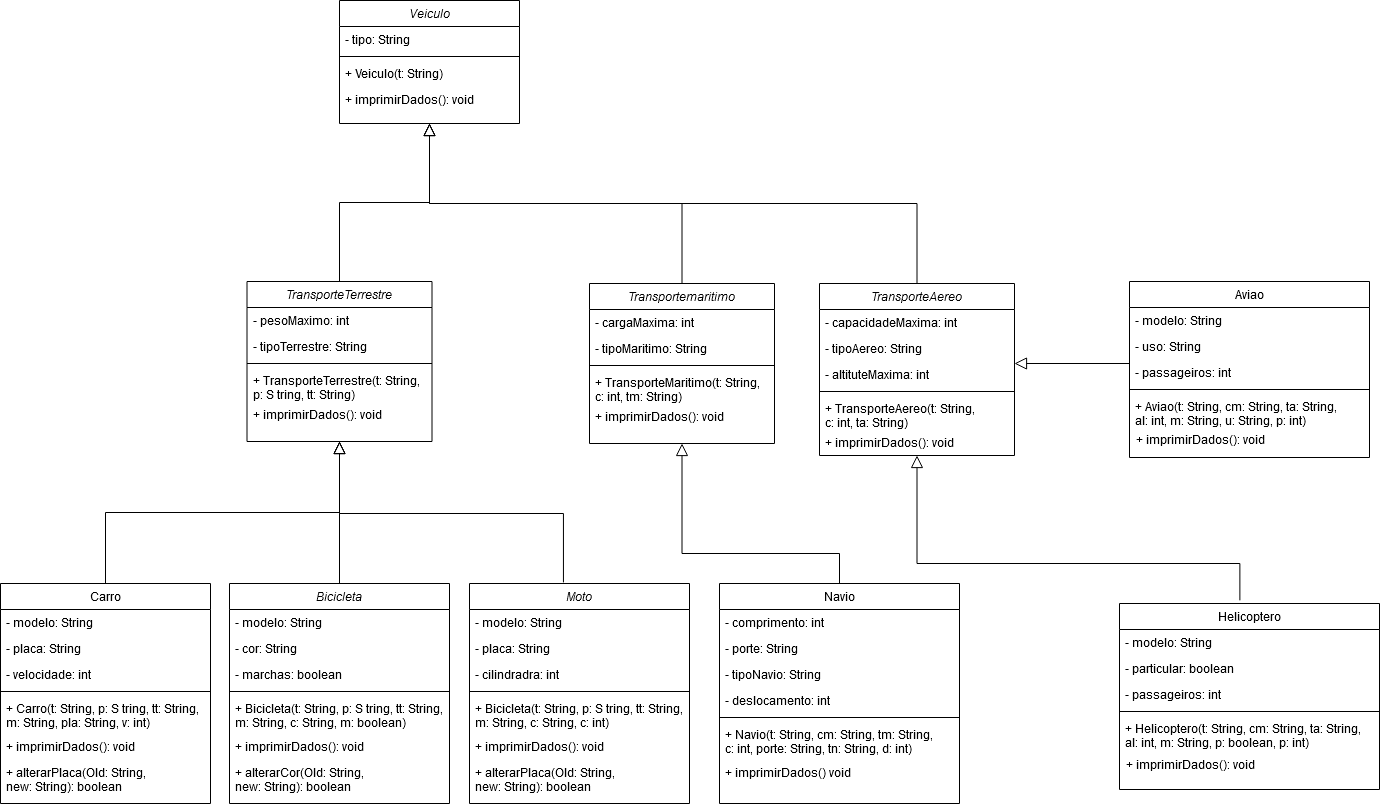 Veiculo
- tipo: String
+ Veiculo(t: String)
+ imprimirDados(): void
TransporteTerrestre
- pesoMaximo: int
- tipoTerrestre: String
+ TransporteTerrestre(t: String,
p: S tring, tt: String)
+ imprimirDados(): void
Transportemaritimo
- cargaMaxima: int
- tipoMaritimo: String
+ TransporteMaritimo(t: String,
c: int, tm: String)
+ imprimirDados(): void
TransporteAereo
- capacidadeMaxima: int
- tipoAereo: String
- altituteMaxima: int
+ TransporteAereo(t: String,
c: int, ta: String)
+ imprimirDados(): void
Aviao
- modelo: String
- uso: String
- passageiros: int
+ Aviao(t: String, cm: String, ta: String,
al: int, m: String, u: String, p: int)
+ imprimirDados(): void
Carro
- modelo: String
- placa: String
- velocidade: int
+ Carro(t: String, p: S tring, tt: String,
m: String, pla: String, v: int)
+ imprimirDados(): void
+ alterarPlaca(Old: String,
new: String): boolean
Bicicleta
- modelo: String
- cor: String
- marchas: boolean
+ Bicicleta(t: String, p: S tring, tt: String,
m: String, c: String, m: boolean)
+ imprimirDados(): void
+ alterarCor(Old: String,
new: String): boolean
Moto
- modelo: String
- placa: String
- cilindradra: int
+ Bicicleta(t: String, p: S tring, tt: String,
m: String, c: String, c: int)
+ imprimirDados(): void
+ alterarPlaca(Old: String,
new: String): boolean
Navio
- comprimento: int
- porte: String
- tipoNavio: String
- deslocamento: int
+ Navio(t: String, cm: String, tm: String,
c: int, porte: String, tn: String, d: int)
+ imprimirDados() void
Helicoptero
- modelo: String
- particular: boolean
- passageiros: int
+ Helicoptero(t: String, cm: String, ta: String,
al: int, m: String, p: boolean, p: int)
+ imprimirDados(): void